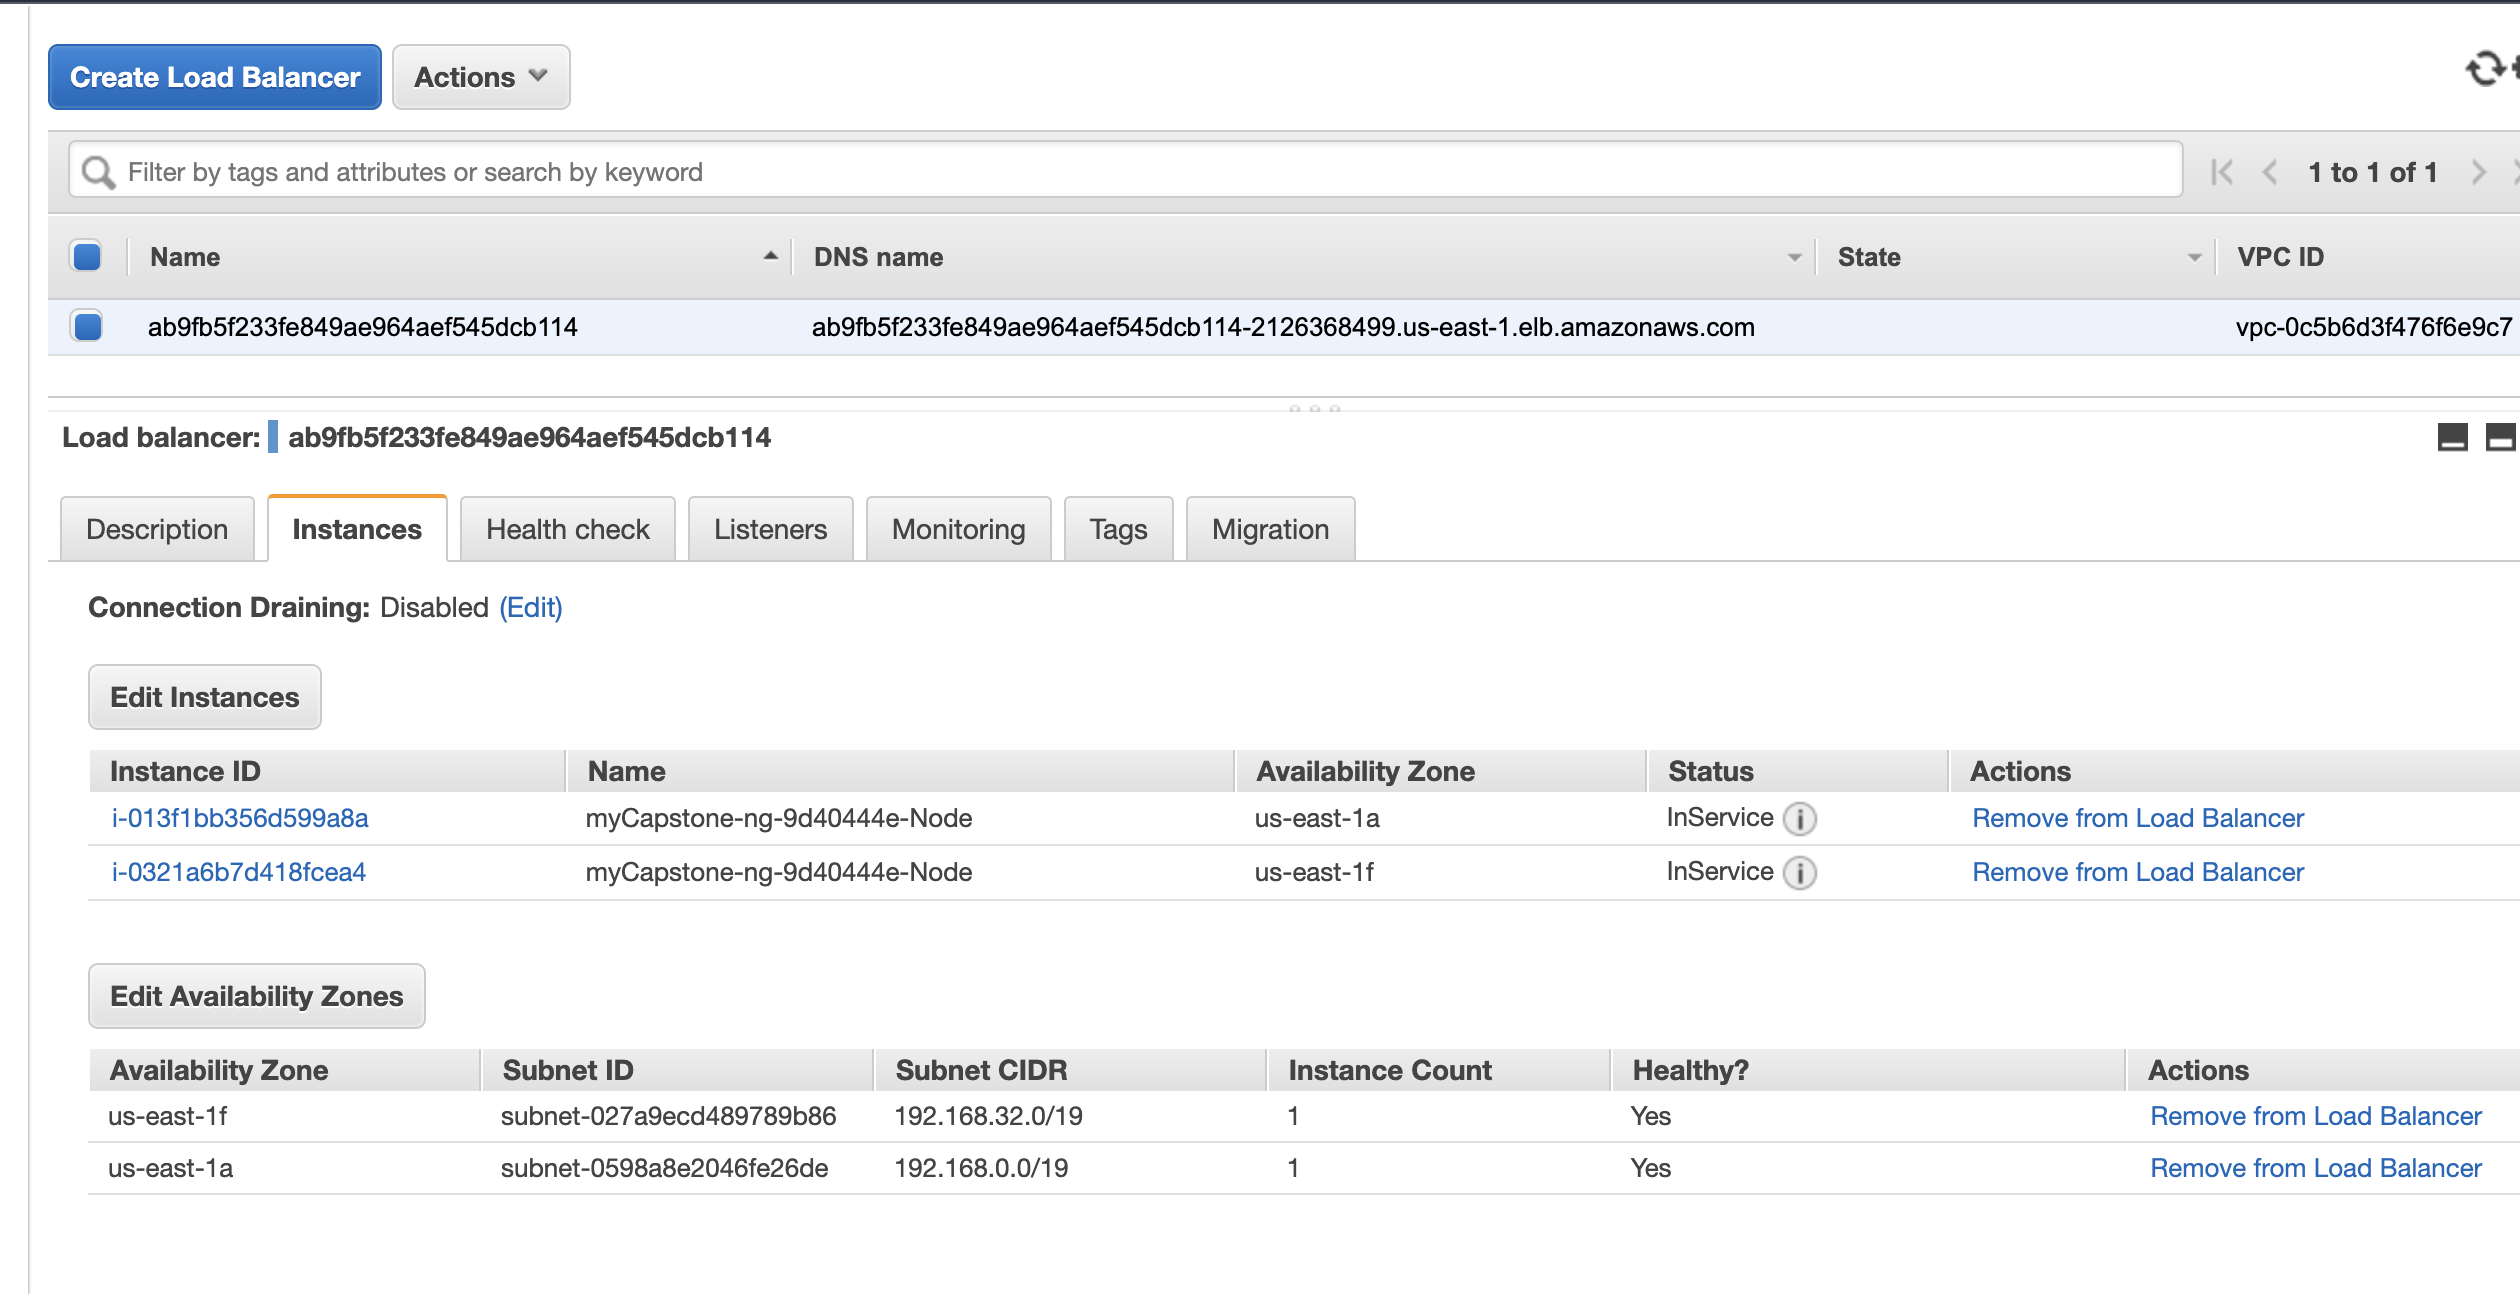 Create Load Balancer Actions
Filter by tags and attributes or search by keyword 1 to 1 of 1
Name DNS name State VPC ID
ab9fb5f233fe849ae964aef545dcb114 ab9fb5f233fe849ae964aef545dcb114-2126368499.us-east-1.elb.amazonaws.com vpc-0c5b6d3f476f6e9c7
Load balancer: ab9fb5f233fe849ae964aef545dcb114
Description Instances Health check Listeners Monitoring Tags Migration
Connection Draining: Disabled (Edit)
Edit Instances
Instance ID Name Availability Zone Status Actions
i-013f1bb356d599a8a myCapstone-ng-9d40444e-Node us-east-1a InService Remove from Load Balancer
i-0321a6b7d418fcea4 myCapstone-ng-9d40444e-Node us-east-1f InService Remove from Load Balancer
Edit Availability Zones
Availability Zone Subnet ID Subnet CIDR Instance Count Healthy? Actions
us-east-1f subnet-027a9ecd489789b86 192.168.32.0/19 1 Yes Remove from Load Balancer
us-east-1a subnet-0598a8e2046fe26de 192.168.0.0/19 1 Yes Remove from Load Balancer